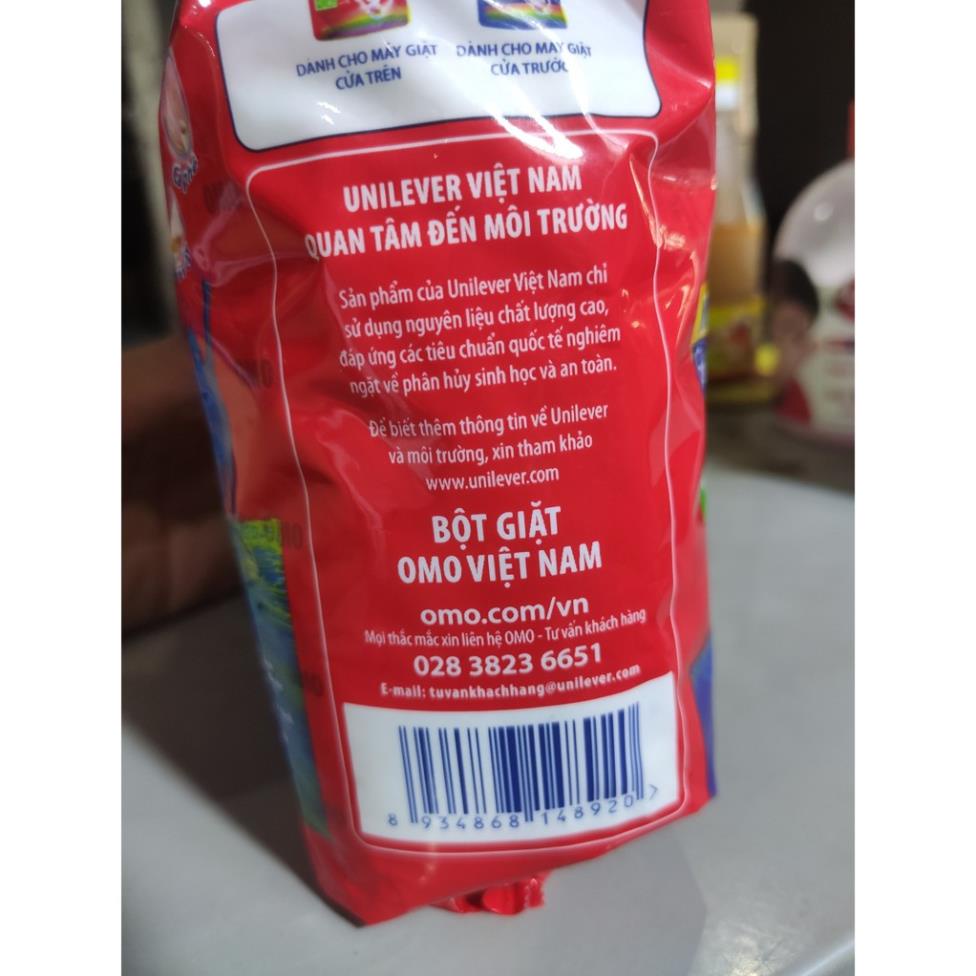 DÀNH CHO MÁY GIẶT
CỬA TRÊN
DÀNH CHO MÁY GIẶT
CỬA TRƯỚC
UNILEVER VIỆT NAM
QUAN TÂM ĐẾN MÔI TRƯỜNG
Sản phẩm của Unilever Việt Nam chỉ
sử dụng nguyên liệu chất lượng cao,
đáp ứng các tiêu chuẩn quốc tế nghiêm
ngặt về phân hủy sinh học và an toàn.
Để biết thêm thông tin về Unilever
và môi trường, xin tham khảo
www.unilever.com
BỘT GIẶT
OMO VIỆT NAM
omo.com/vn
Mọi thắc mắc xin liên hệ OMO - Tư vấn khách hàng
028 3823 6651
E-mail: tuvankhachhang@unilever.com
8 934868 148920 >